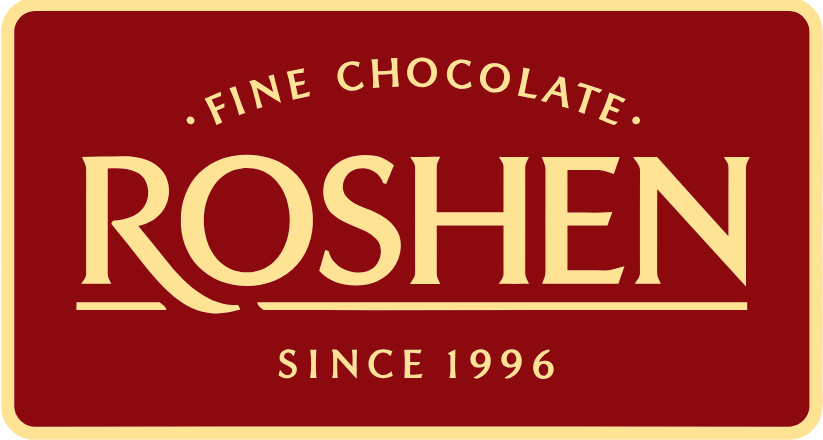 ·FINE CHOCOLATE·
ROSHEN
SINCE 1996